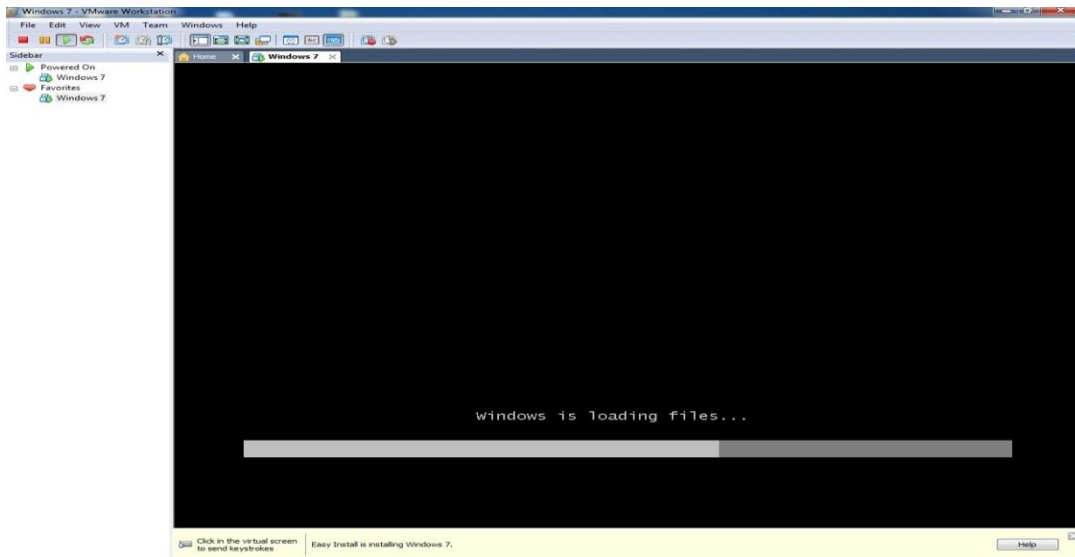 Windows 7 - VMware Workstation
File Edit View VM Team Windows Help
Sidebar
Home Windows 7
Powered On
Windows 7
Favorites
Windows 7
Windows is loading files...
Click in the virtual screen
to send keystrokes
Easy Install is installing Windows 7.
Help